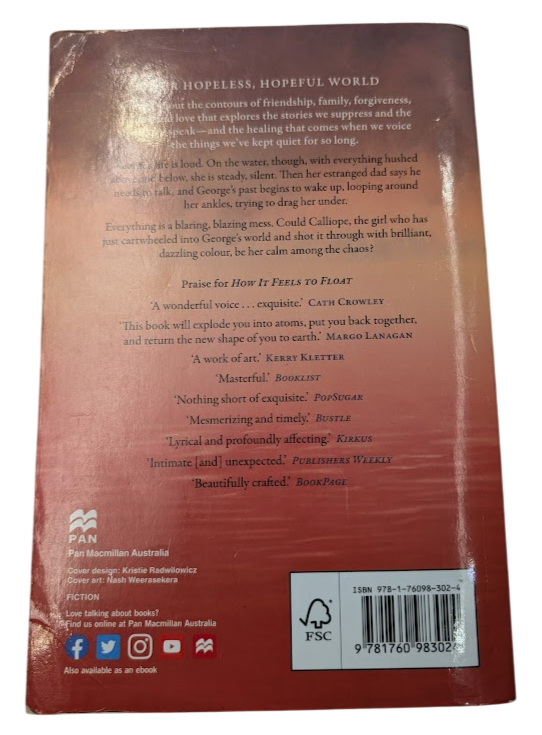 HOPELESS, HOPEFUL WORLD
out the contours of friendship, family, forgiveness,
and love that explores the stories we suppress and the
speak—and the healing that comes when we voice
the things we've kept quiet for so long.
life is loud. On the water, though, with everything hushed
below, she is steady, silent. Then her estranged dad says he
needs to talk, and George's past begins to wake up, looping around
her ankles, trying to drag her under.
Everything is a blaring, blazing mess. Could Calliope, the girl who has
just cartwheeled into George's world and shot it through with brilliant,
dazzling colour, be her calm among the chaos?
Praise for HOW IT FEELS TO FLOAT
'A wonderful voice . . . exquisite.' CATH CROWLEY
'This book will explode you into atoms, put you back together,
and return the new shape of you to earth.' MARGO LANAGAN
'A work of art.' KERRY KLETTER
'Masterful.' BOOKLIST
'Nothing short of exquisite.' POPSUGAR
'Mesmerizing and timely.' BUSTLE
'Lyrical and profoundly affecting.' KIRKUS
'Intimate [and] unexpected.' PUBLISHERS WEEKLY
'Beautifully crafted.' BOOKPAGE
PAN
Pan Macmillan Australia
Cover design: Kristie Radwilowicz
Cover art: Nash Weerasekera
FICTION
Love talking about books?
Find us online at Pan Macmillan Australia
Also available as an ebook
FSC
ISBN 978-1-76098-302-4
9 781760 98302